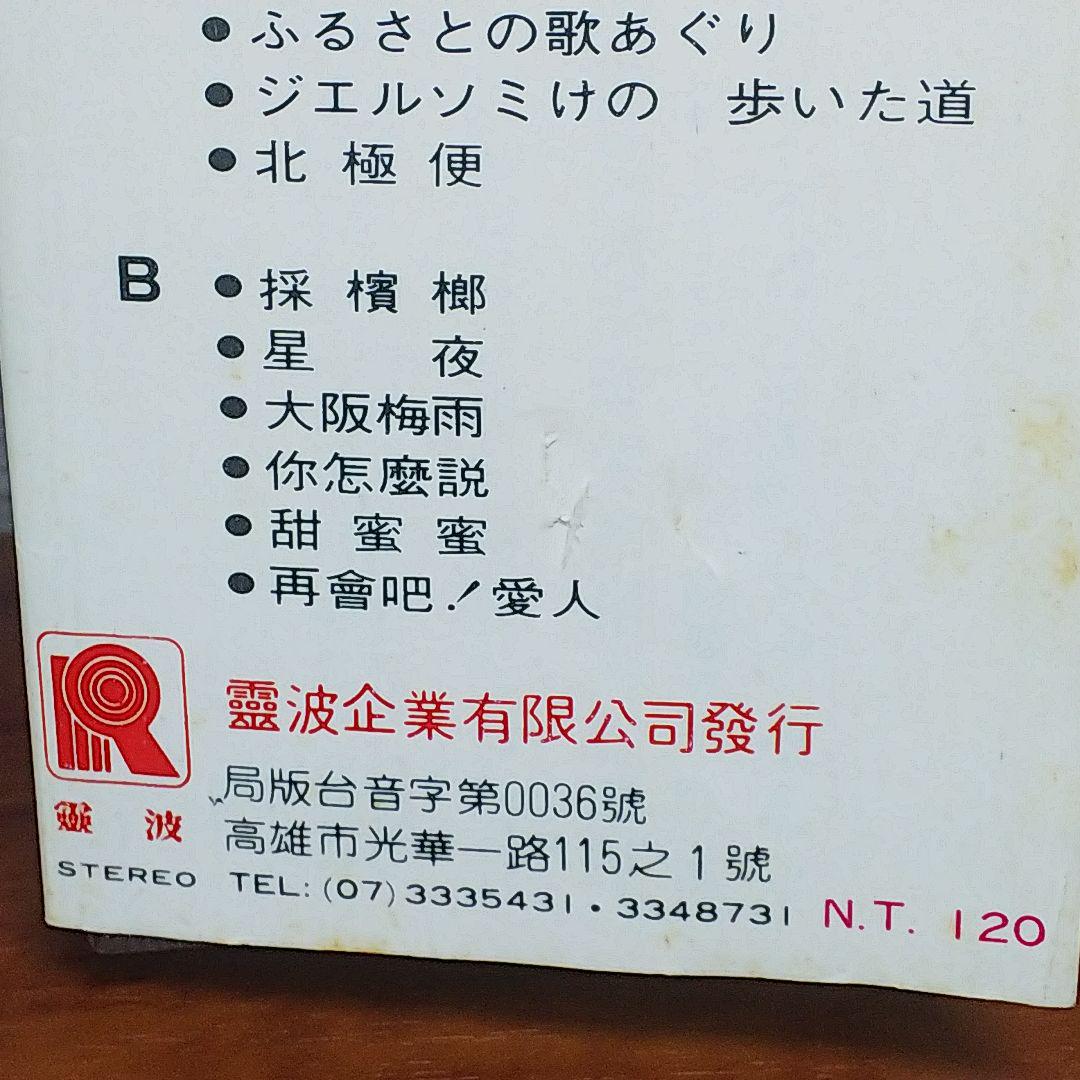 ●ふるさとの歌あぐり
●ジエルソミけの 歩いた道
●北極便
B ●採檳榔
●星夜
●大阪梅雨
●你怎麼説
●甜蜜蜜
●再會吧!愛人
靈波企業有限公司發行
局版台音字第0036號
高雄市光華一路115之1號
TEL: (07)3335431・3348731 N.T. 120
R
靈波
STEREO